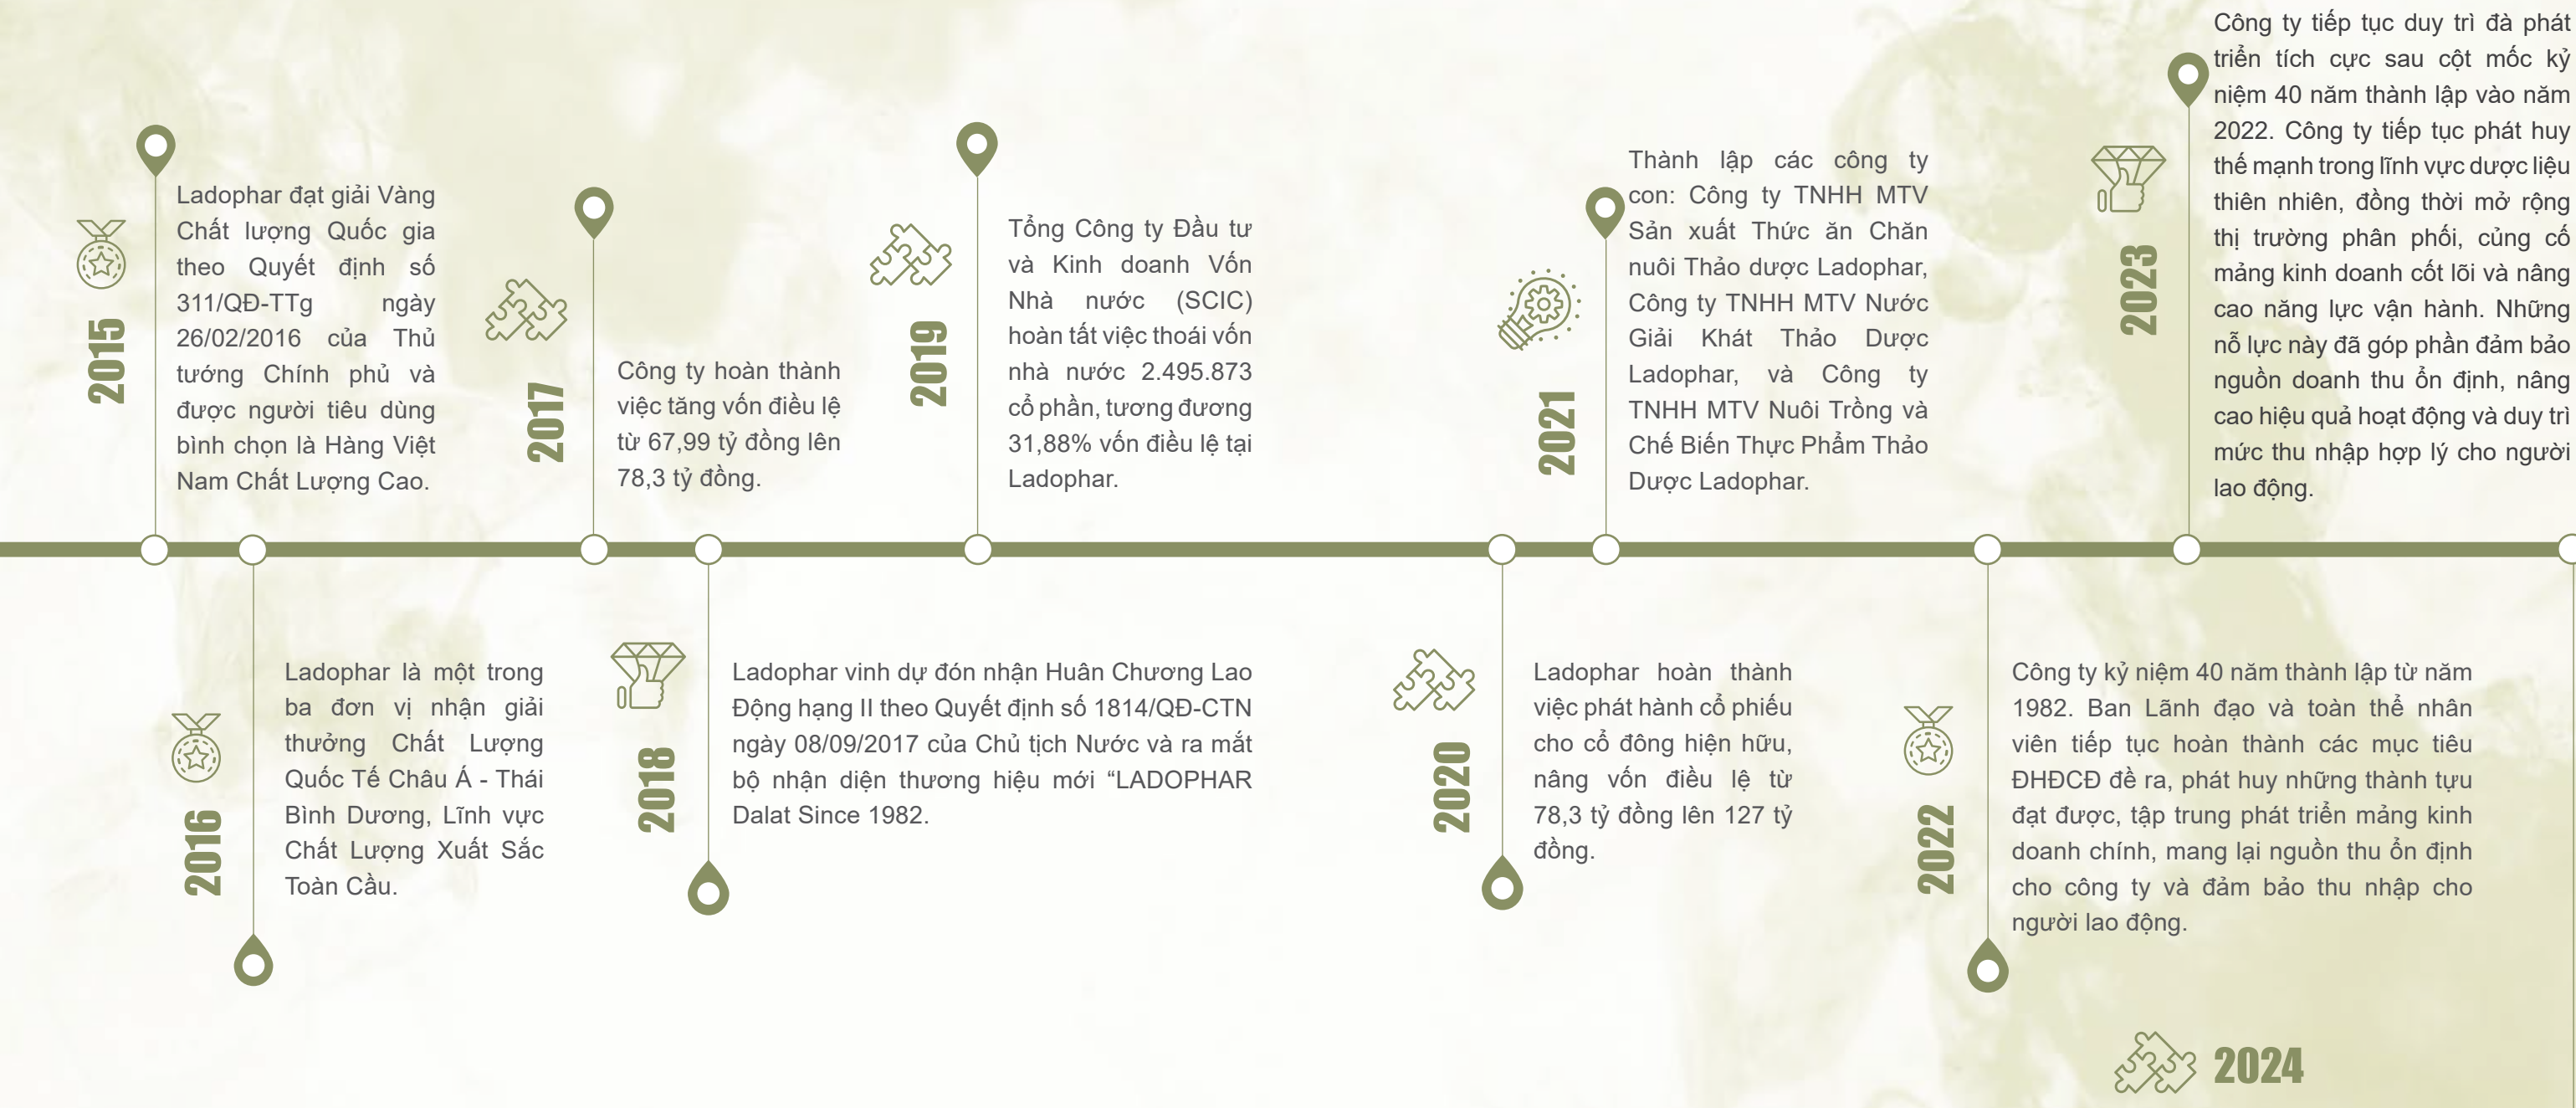 2015
Ladophar đạt giải Vàng
Chất lượng Quốc gia
theo Quyết định số
311/QĐ-TTg ngày
26/02/2016 của Thủ
tướng Chính phủ và
được người tiêu dùng
bình chọn là Hàng Việt
Nam Chất Lượng Cao.
2016
Ladophar là một trong
ba đơn vị nhận giải
thưởng Chất Lượng
Quốc Tế Châu Á - Thái
Bình Dương, Lĩnh vực
Chất Lượng Xuất Sắc
Toàn Cầu.
2017
Công ty hoàn thành
việc tăng vốn điều lệ
từ 67,99 tỷ đồng lên
78,3 tỷ đồng.
2018
Ladophar vinh dự đón nhận Huân Chương Lao
Động hạng II theo Quyết định số 1814/QĐ-CTN
ngày 08/09/2017 của Chủ tịch Nước và ra mắt
bộ nhận diện thương hiệu mới “LADOPHAR
Dalat Since 1982.
2019
Tổng Công ty Đầu tư
và Kinh doanh Vốn
Nhà nước (SCIC)
hoàn tất việc thoái vốn
nhà nước 2.495.873
cổ phần, tương đương
31,88% vốn điều lệ tại
Ladophar.
2020
Ladophar hoàn thành
việc phát hành cổ phiếu
cho cổ đông hiện hữu,
nâng vốn điều lệ từ
78,3 tỷ đồng lên 127 tỷ
đồng.
2021
Thành lập các công ty
con: Công ty TNHH MTV
Sản xuất Thức ăn Chăn
nuôi Thảo dược Ladophar,
Công ty TNHH MTV Nước
Giải Khát Thảo Dược
Ladophar, và Công ty
TNHH MTV Nuôi Trồng và
Chế Biến Thực Phẩm Thảo
Dược Ladophar.
2022
Công ty kỷ niệm 40 năm thành lập từ năm
1982. Ban Lãnh đạo và toàn thể nhân
viên tiếp tục hoàn thành các mục tiêu
ĐHĐCĐ đề ra, phát huy những thành tựu
đạt được, tập trung phát triển mảng kinh
doanh chính, mang lại nguồn thu ổn định
cho công ty và đảm bảo thu nhập cho
người lao động.
2023
Công ty tiếp tục duy trì đà phát
triển tích cực sau cột mốc kỷ
niệm 40 năm thành lập vào năm
2022. Công ty tiếp tục phát huy
thế mạnh trong lĩnh vực dược liệu
thiên nhiên, đồng thời mở rộng
thị trường phân phối, củng cố
mảng kinh doanh cốt lõi và nâng
cao năng lực vận hành. Những
nỗ lực này đã góp phần đảm bảo
nguồn doanh thu ổn định, nâng
cao hiệu quả hoạt động và duy trì
mức thu nhập hợp lý cho người
lao động.
2024